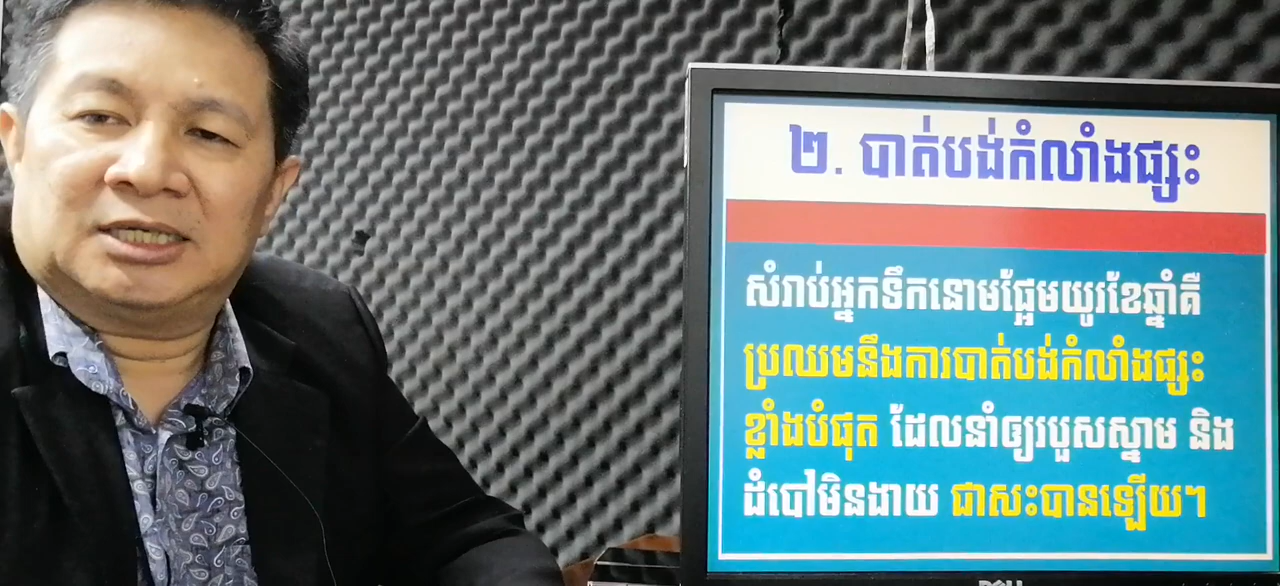 ២. បាត់បង់កំលាំងផ្សះ
សំរាប់អ្នកទឹកនោមផ្អែមយូរខែឆ្នាំគឺ
ប្រឈមនឹងការបាត់បង់កំលាំងផ្សះ
ខ្លាំងបំផុត ដែលនាំឲ្យរបួសស្នាម និង
ដំបៅមិនងាយ ជាសះបានឡើយៗ